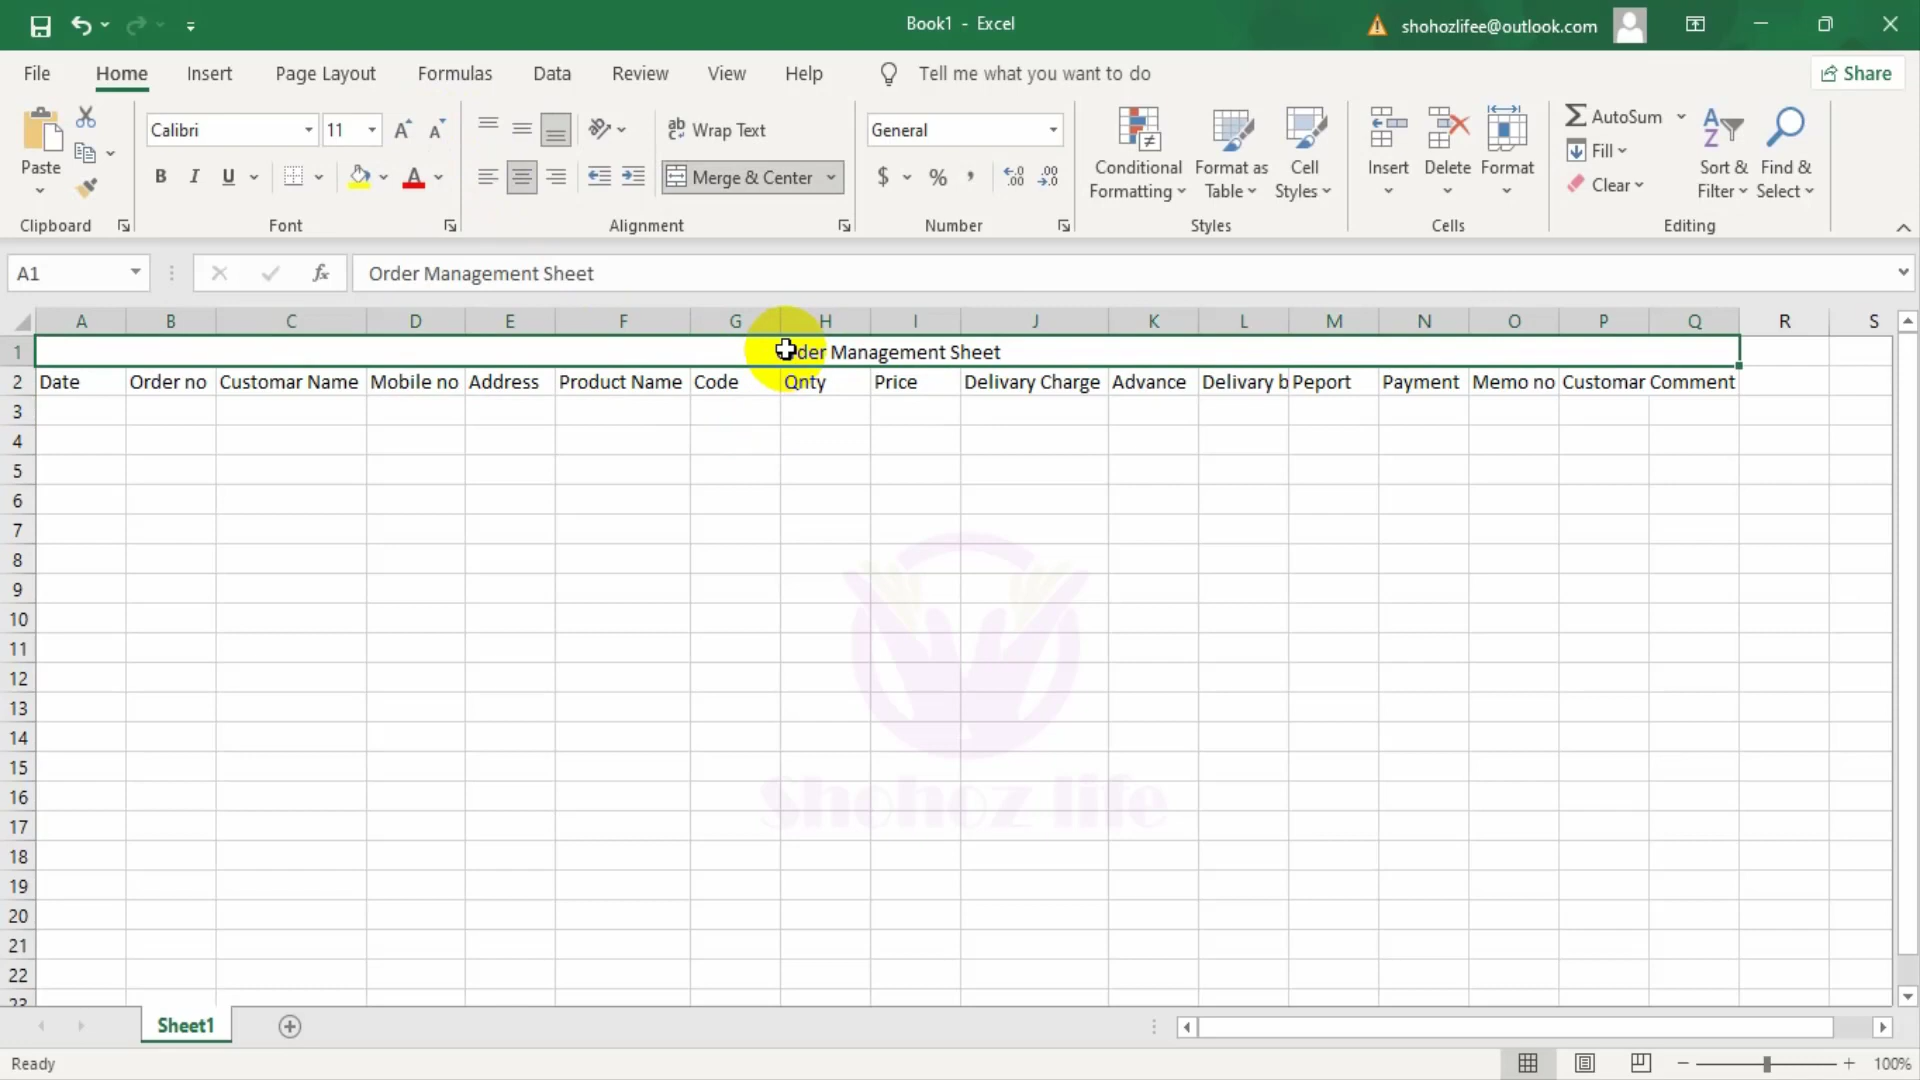 Book1 - Excel
shohozlifee@outlook.com
File Home Insert Page Layout Formulas Data Review View Help Tell me what you want to do Share
Calibri 11 Wrap Text General AutoSum
Paste Merge & Center $ % , Conditional Formatting Format as Table Cell Styles Insert Delete Format Fill Sort & Filter Find & Select
Clear
Clipboard Font Alignment Number Styles Cells Editing
A1 fx Order Management Sheet
A B C D E F G H I J K L M N O P Q R S
1 Order Management Sheet
2 Date Order no Customar Name Mobile no Address Product Name Code Qnty Price Delivary Charge Advance Delivary b Peport Payment Memo no Customar Comment
3
4
5
6
7
8
9
10
11
12
13
14
15
16
17
18
19
20
21
22
23
Shohoz life
Sheet1
Ready 100%